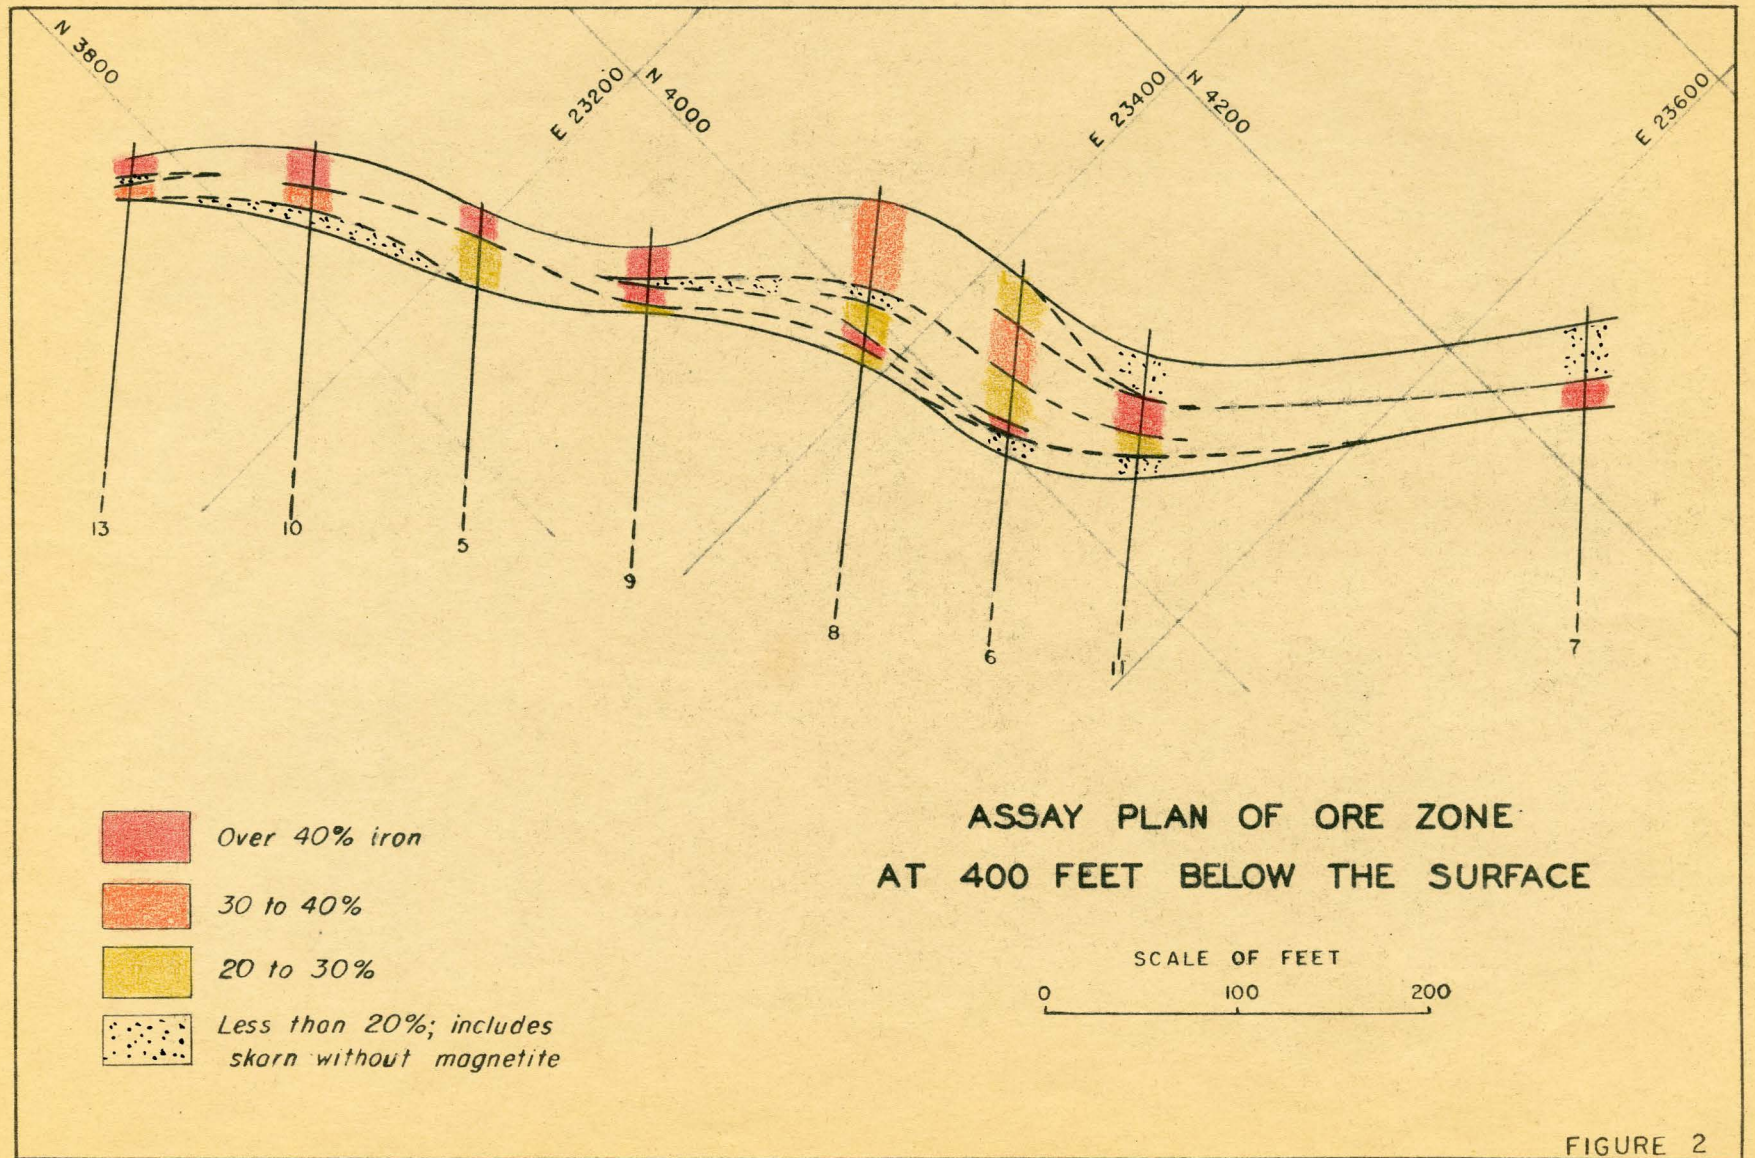 N 3800
E 23200
N 4000
E 23400
N 4200
E 23600
13
10
5
9
8
6
11
7
Over 40% iron
30 to 40%
20 to 30%
Less than 20%; includes
skarn without magnetite
ASSAY PLAN OF ORE ZONE
AT 400 FEET BELOW THE SURFACE
SCALE OF FEET
0 100 200
FIGURE 2